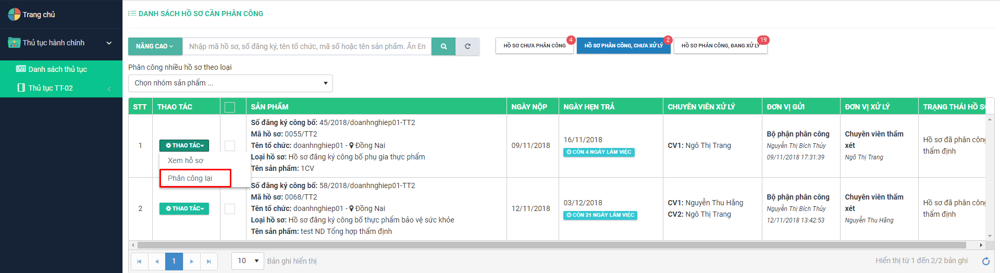 Trang chủ
Thủ tục hành chính
Danh sách thủ tục
Thủ tục TT-02
DANH SÁCH HỒ SƠ CẦN PHÂN CÔNG
NÂNG CAO
Nhập mã hồ sơ, số đăng ký, tên tổ chức, mã số hoặc tên sản phẩm. Ấn En
HỒ SƠ CHƯA PHÂN CÔNG 4
HỒ SƠ PHÂN CÔNG, CHƯA XỬ LÝ 2
HỒ SƠ PHÂN CÔNG, ĐANG XỬ LÝ 19
Phân công nhiều hồ sơ theo loại
Chọn nhóm sản phẩm ...
STT THAO TÁC SẢN PHẨM NGÀY NỘP NGÀY HẸN TRẢ CHUYÊN VIÊN XỬ LÝ ĐƠN VỊ GỬI ĐƠN VỊ XỬ LÝ TRẠNG THÁI HỒ SƠ
1
THAO TÁC
Xem hồ sơ
Phân công lại
Số đăng ký công bố: 45/2018/doanhnghiep01-TT2
Mã hồ sơ: 0055/TT2
Tên tổ chức: doanhnghiep01 - Đồng Nai
Loại hồ sơ: Hồ sơ đăng ký công bố phụ gia thực phẩm
Tên sản phẩm: 1CV
09/11/2018
16/11/2018
CÒN 4 NGÀY LÀM VIỆC
CV1: Ngô Thị Trang
Bộ phận phân công
Nguyễn Thị Bích Thủy
09/11/2018 17:31:39
Chuyên viên thẩm
xét
Ngô Thị Trang
Hồ sơ đã phân công
thẩm định
2
THAO TÁC
Số đăng ký công bố: 58/2018/doanhnghiep01-TT2
Mã hồ sơ: 0068/TT2
Tên tổ chức: doanhnghiep01 - Đồng Nai
Loại hồ sơ: Hồ sơ đăng ký công bố thực phẩm bảo vệ sức khỏe
Tên sản phẩm: test ND Tổng hợp thẩm định
12/11/2018
03/12/2018
CÒN 21 NGÀY LÀM VIỆC
CV1: Nguyễn Thu Hằng
CV2: Ngô Thị Trang
Bộ phận phân công
Nguyễn Thị Bích Thủy
12/11/2018 13:42:53
Chuyên viên thẩm
xét
Nguyễn Thu Hằng
Hồ sơ đã phân công
thẩm định
1
10 Bản ghi hiển thị
Hiển thị từ 1 đến 2/2 bản ghi